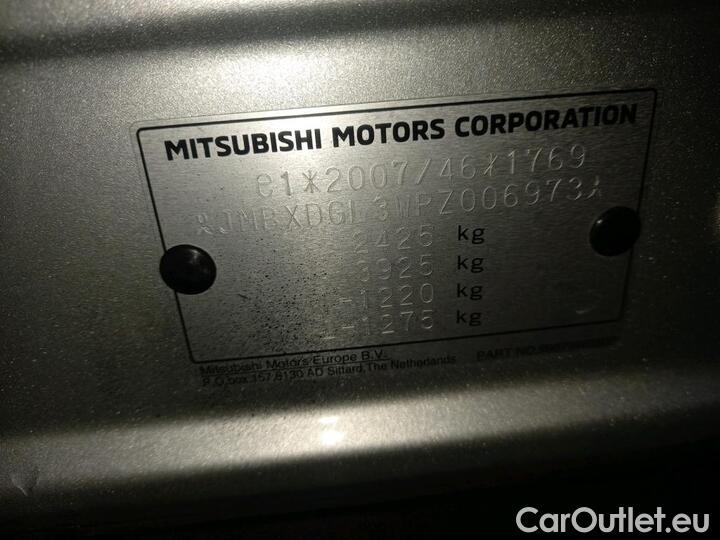 MITSUBISHI MOTORS CORPORATION
e1*2007/46*1769
*JMBXDGL3WPZ006973*
2425 kg
3925 kg
1-1220 kg
2-1275 kg
Mitsubishi Motors Europe B.V.
P.O.box 157,6130 AD Sittard,The Netherlands
PART NO.
CarOutlet.eu